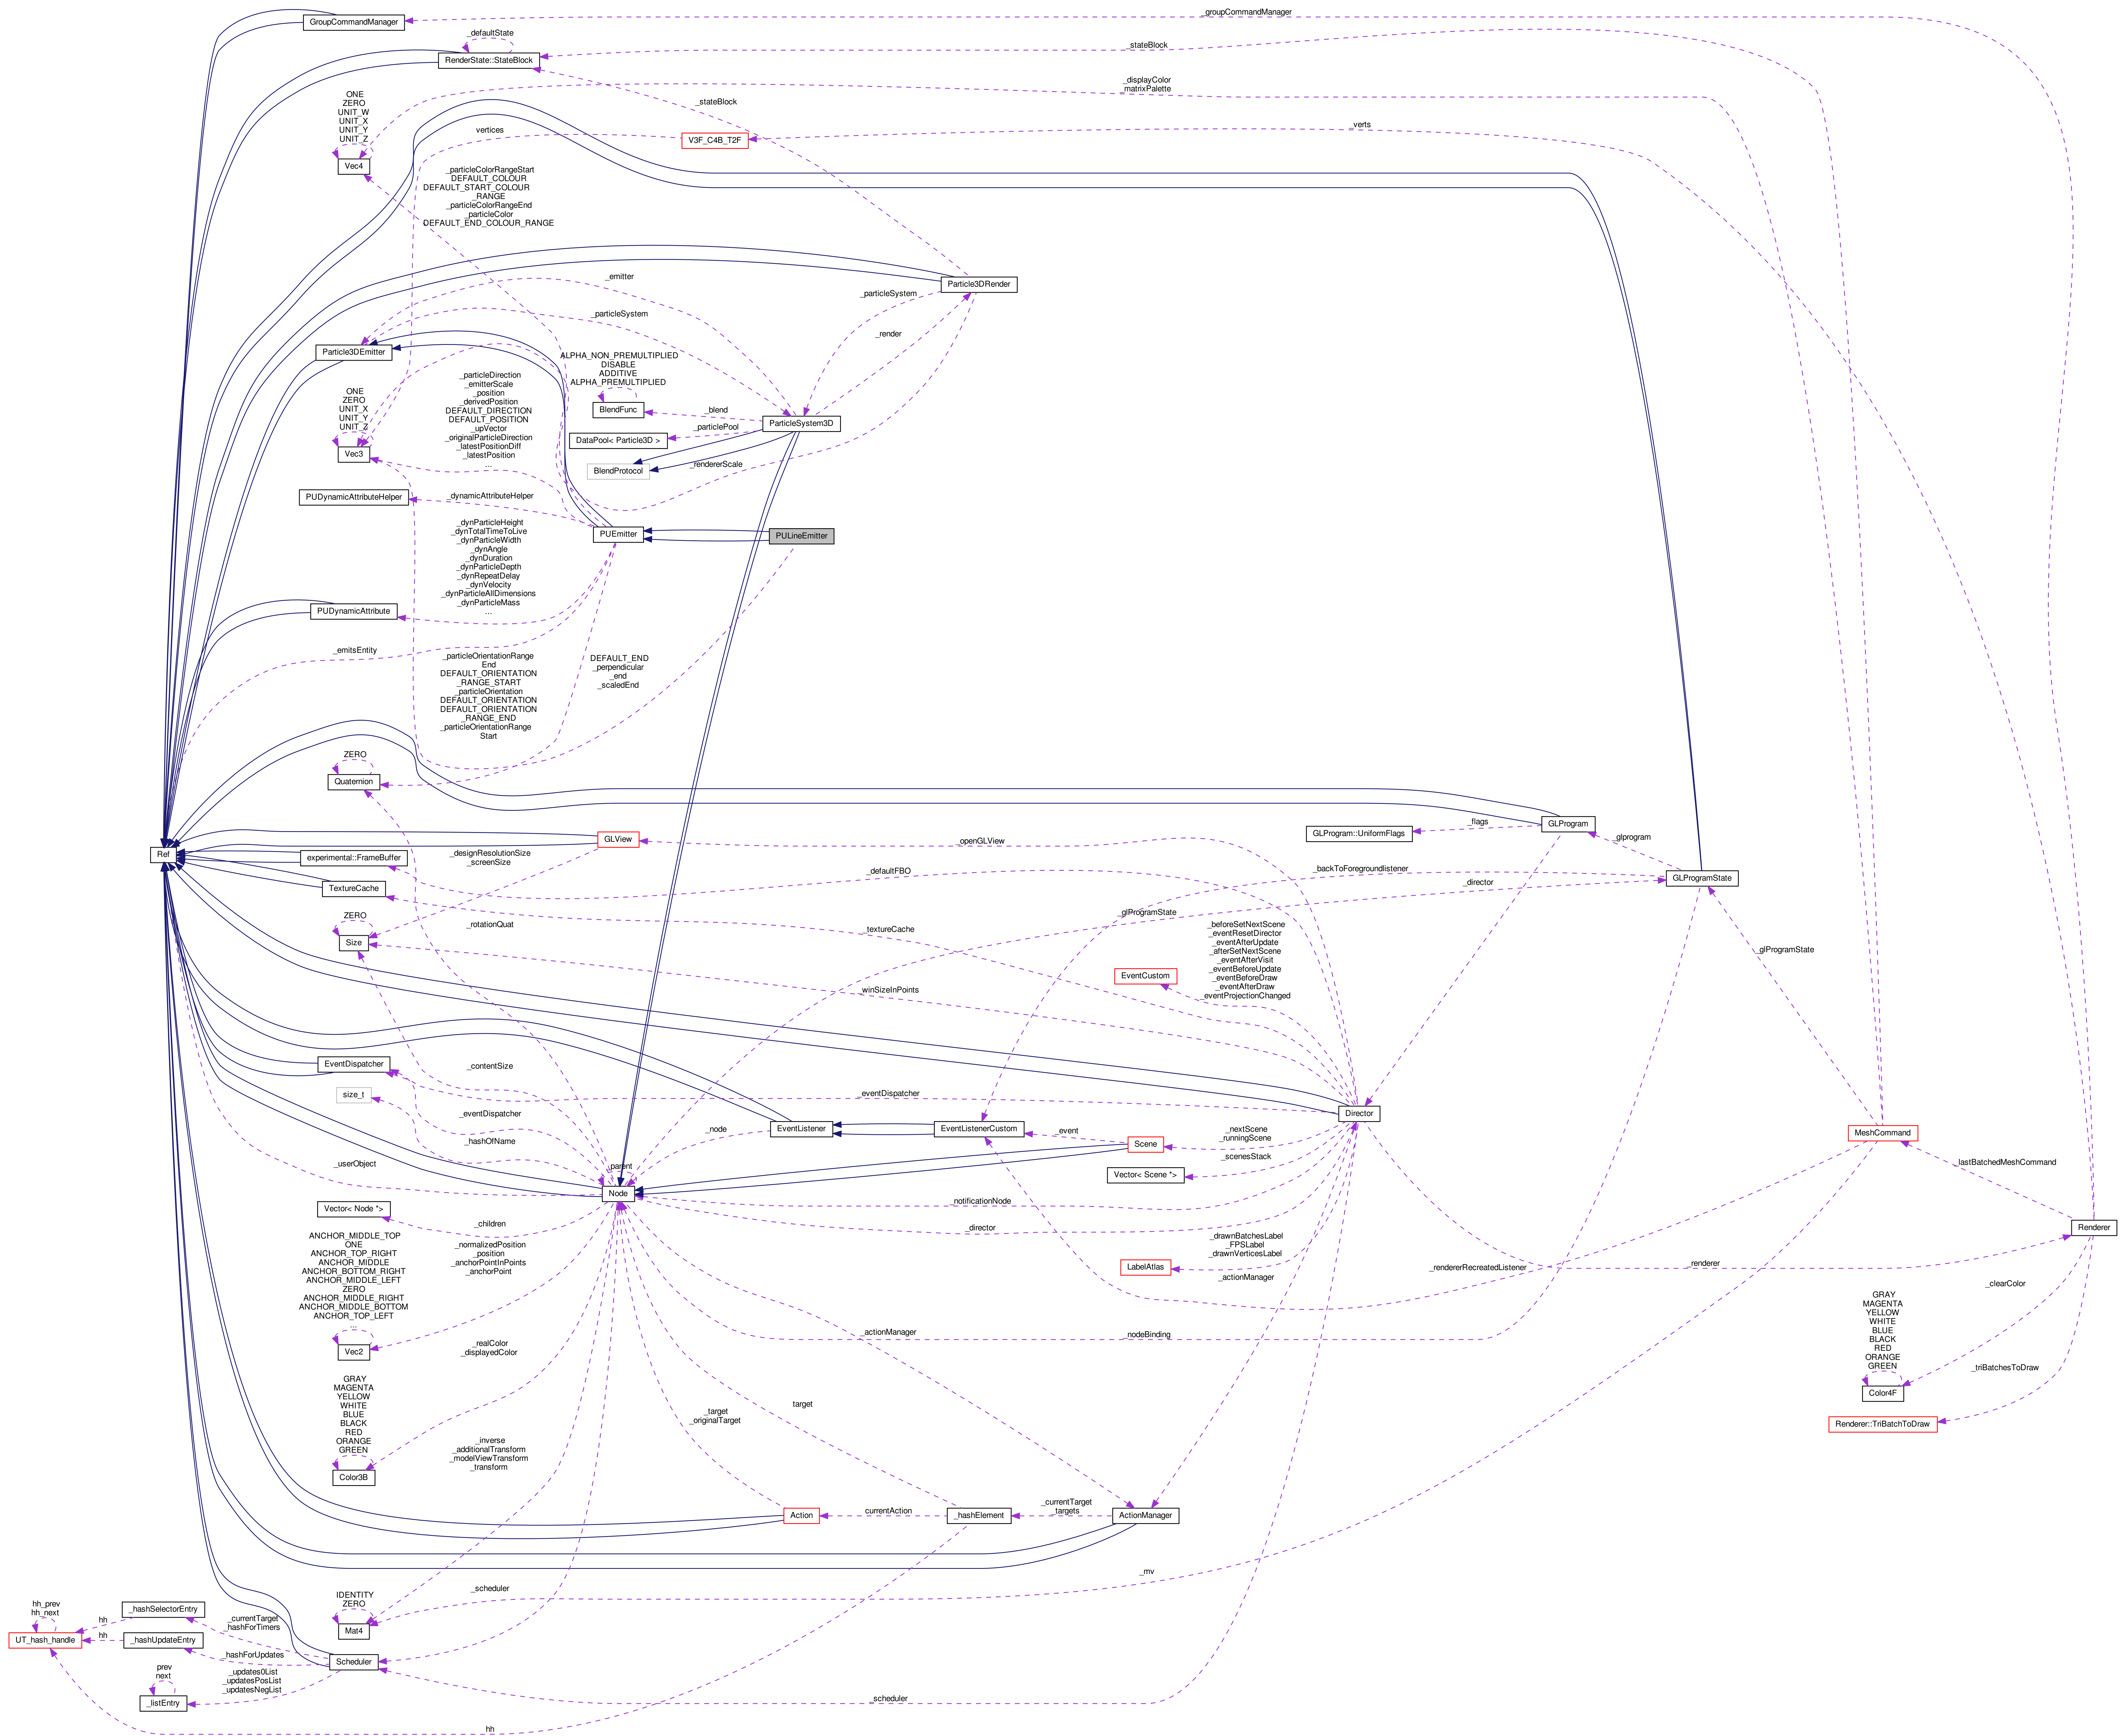 GroupCommandManager
_groupCommandManager
_defaultState
RenderState::StateBlock
_stateBlock
_displayColor
_matrixPalette
ONE
ZERO
UNIT_W
UNIT_X
UNIT_Y
UNIT_Z
Vec4
_stateBlock
vertices
V3F_C4B_T2F
_verts
_particleColorRangeStart
DEFAULT_COLOUR
DEFAULT_START_COLOUR
_RANGE
_particleColorRangeEnd
_particleColor
DEFAULT_END_COLOUR_RANGE
_emitter
Particle3DRender
_particleSystem
_particleSystem
_render
Particle3DEmitter
ALPHA_NON_PREMULTIPLIED
DISABLE
ADDITIVE
ALPHA_PREMULTIPLIED
BlendFunc
_blend
ParticleSystem3D
_particlePool
DataPool< Particle3D >
BlendProtocol
_rendererScale
ONE
ZERO
UNIT_X
UNIT_Y
UNIT_Z
Vec3
_particleDirection
_emitterScale
_position
_derivedPosition
DEFAULT_DIRECTION
DEFAULT_POSITION
_upVector
_originalParticleDirection
_latestPositionDiff
_latestPosition
...
PUDynamicAttributeHelper
_dynamicAttributeHelper
PUEmitter
PULineEmitter
_dynParticleHeight
_dynTotalTimeToLive
_dynParticleWidth
_dynAngle
_dynDuration
_dynParticleDepth
_dynRepeatDelay
_dynVelocity
_dynParticleAllDimensions
_dynParticleMass
...
PUDynamicAttribute
_emitsEntity
_particleOrientationRange
End
DEFAULT_ORIENTATION
_RANGE_START
_particleOrientation
DEFAULT_ORIENTATION
DEFAULT_ORIENTATION
_RANGE_END
_particleOrientationRange
Start
DEFAULT_END
_perpendicular
_end
_scaledEnd
ZERO
Quaternion
Ref
GLView
experimental::FrameBuffer
_designResolutionSize
_screenSize
TextureCache
_openGLView
_defaultFBO
GLProgram::UniformFlags
_flags
GLProgram
_glprogram
_backToForegroundlistener
GLProgramState
_director
_glProgramState
ZERO
Size
_rotationQuat
_textureCache
_beforeSetNextScene
_eventResetDirector
_eventAfterUpdate
_afterSetNextScene
_eventAfterVisit
_eventBeforeUpdate
_eventBeforeDraw
_eventAfterDraw
_eventProjectionChanged
EventCustom
_winSizeInPoints
_glProgramState
EventDispatcher
size_t
_contentSize
_eventDispatcher
_eventDispatcher
_hashOfName
_node
EventListener
EventListenerCustom
_event
Scene
_nextScene
_runningScene
Director
_scenesStack
Vector< Scene *>
MeshCommand
_lastBatchedMeshCommand
_userObject
_parent
Node
_notificationNode
_director
Vector< Node *>
_children
Renderer
ANCHOR_MIDDLE_TOP
ONE
ANCHOR_TOP_RIGHT
ANCHOR_MIDDLE
ANCHOR_BOTTOM_RIGHT
ANCHOR_MIDDLE_LEFT
ZERO
ANCHOR_MIDDLE_RIGHT
ANCHOR_MIDDLE_BOTTOM
ANCHOR_TOP_LEFT
...
Vec2
_normalizedPosition
_position
_anchorPointInPoints
_anchorPoint
_drawnBatchesLabel
_FPSLabel
_drawnVerticesLabel
LabelAtlas
_actionManager
_rendererRecreatedListener
_renderer
_clearColor
GRAY
MAGENTA
YELLOW
WHITE
BLUE
BLACK
RED
ORANGE
GREEN
Color4F
_triBatchesToDraw
Renderer::TriBatchToDraw
_actionManager
_nodeBinding
_realColor
_displayedColor
GRAY
MAGENTA
YELLOW
WHITE
BLUE
BLACK
RED
ORANGE
GREEN
Color3B
_target
_originalTarget
target
_inverse
_additionalTransform
_modelViewTransform
_transform
Action
currentAction
_hashElement
_currentTarget
_targets
ActionManager
_mv
IDENTITY
ZERO
Mat4
_scheduler
hh_prev
hh_next
UT_hash_handle
hh
_hashSelectorEntry
hh
_hashUpdateEntry
_currentTarget
_hashForTimers
_hashForUpdates
Scheduler
prev
next
_listEntry
_updates0List
_updatesPosList
_updatesNegList
_scheduler
hh